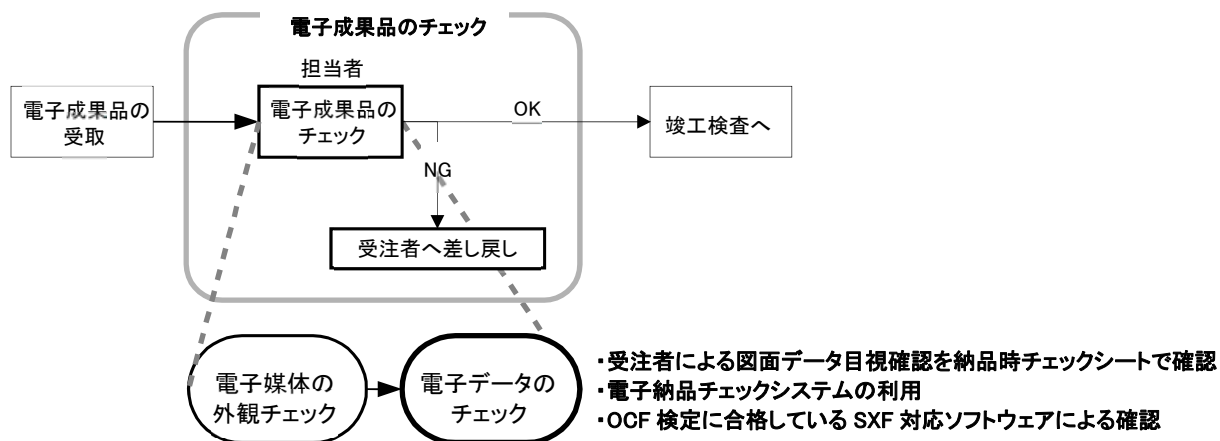 電子成果品のチェック
担当者
電子成果品の
受取
電子成果品の
チェック
OK
竣工検査へ
NG
受注者へ差し戻し
電子媒体の
外観チェック
電子データの
チェック
・受注者による図面データ目視確認を納品時チェックシートで確認
・電子納品チェックシステムの利用
・OCF 検定に合格している SXF 対応ソフトウェアによる確認